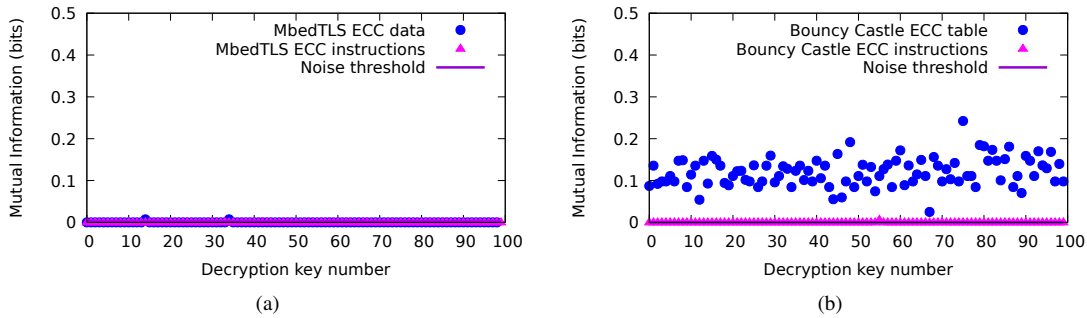 0.5
0.4
0.3
0.2
0.1
0
Mutual Information (bits)
MbedTLS ECC data
MbedTLS ECC instructions
Noise threshold
0 10 20 30 40 50 60 70 80 90 100
Decryption key number
(a)
0.5
0.4
0.3
0.2
0.1
0
Mutual Information (bits)
Bouncy Castle ECC table
Bouncy Castle ECC instructions
Noise threshold
0 10 20 30 40 50 60 70 80 90 100
Decryption key number
(b)